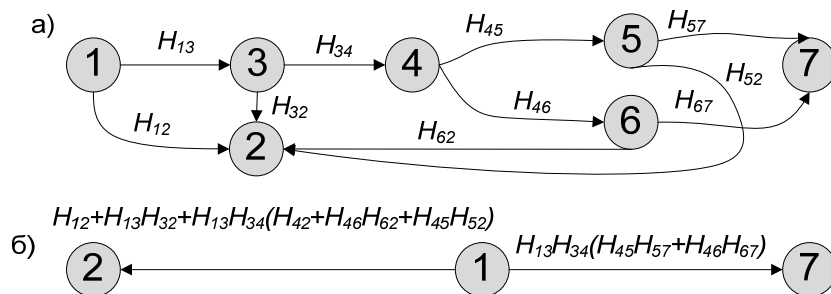 а)
H₁₃
H₃₄
H₄₅
H₅₇
1
3
4
5
7
H₅₂
H₃₂
H₁₂
H₄₆
H₆₇
2
H₆₂
6
H₁₂+H₁₃H₃₂+H₁₃H₃₄(H₄₂+H₄₆H₆₂+H₄₅H₅₂)
б)
H₁₃H₃₄(H₄₅H₅₇+H₄₆H₆₇)
2
1
7